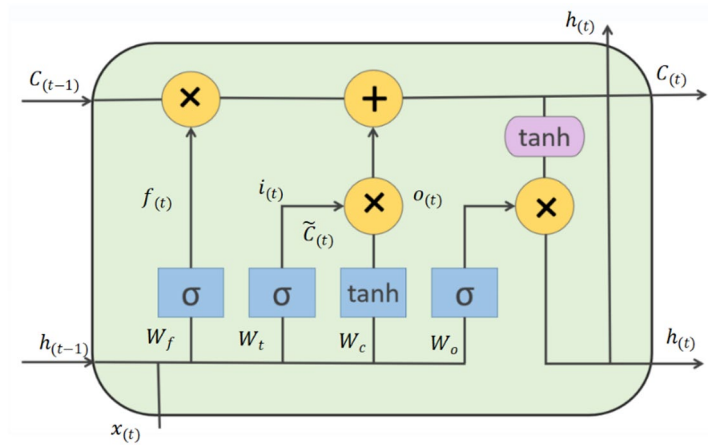 h(t)
C(t−1)
C(t)
× +
tanh
f(t) i(t) × o(t) ×
C̃(t)
σ σ tanh σ
h(t−1) Wf Wt Wc Wo h(t)
x(t)